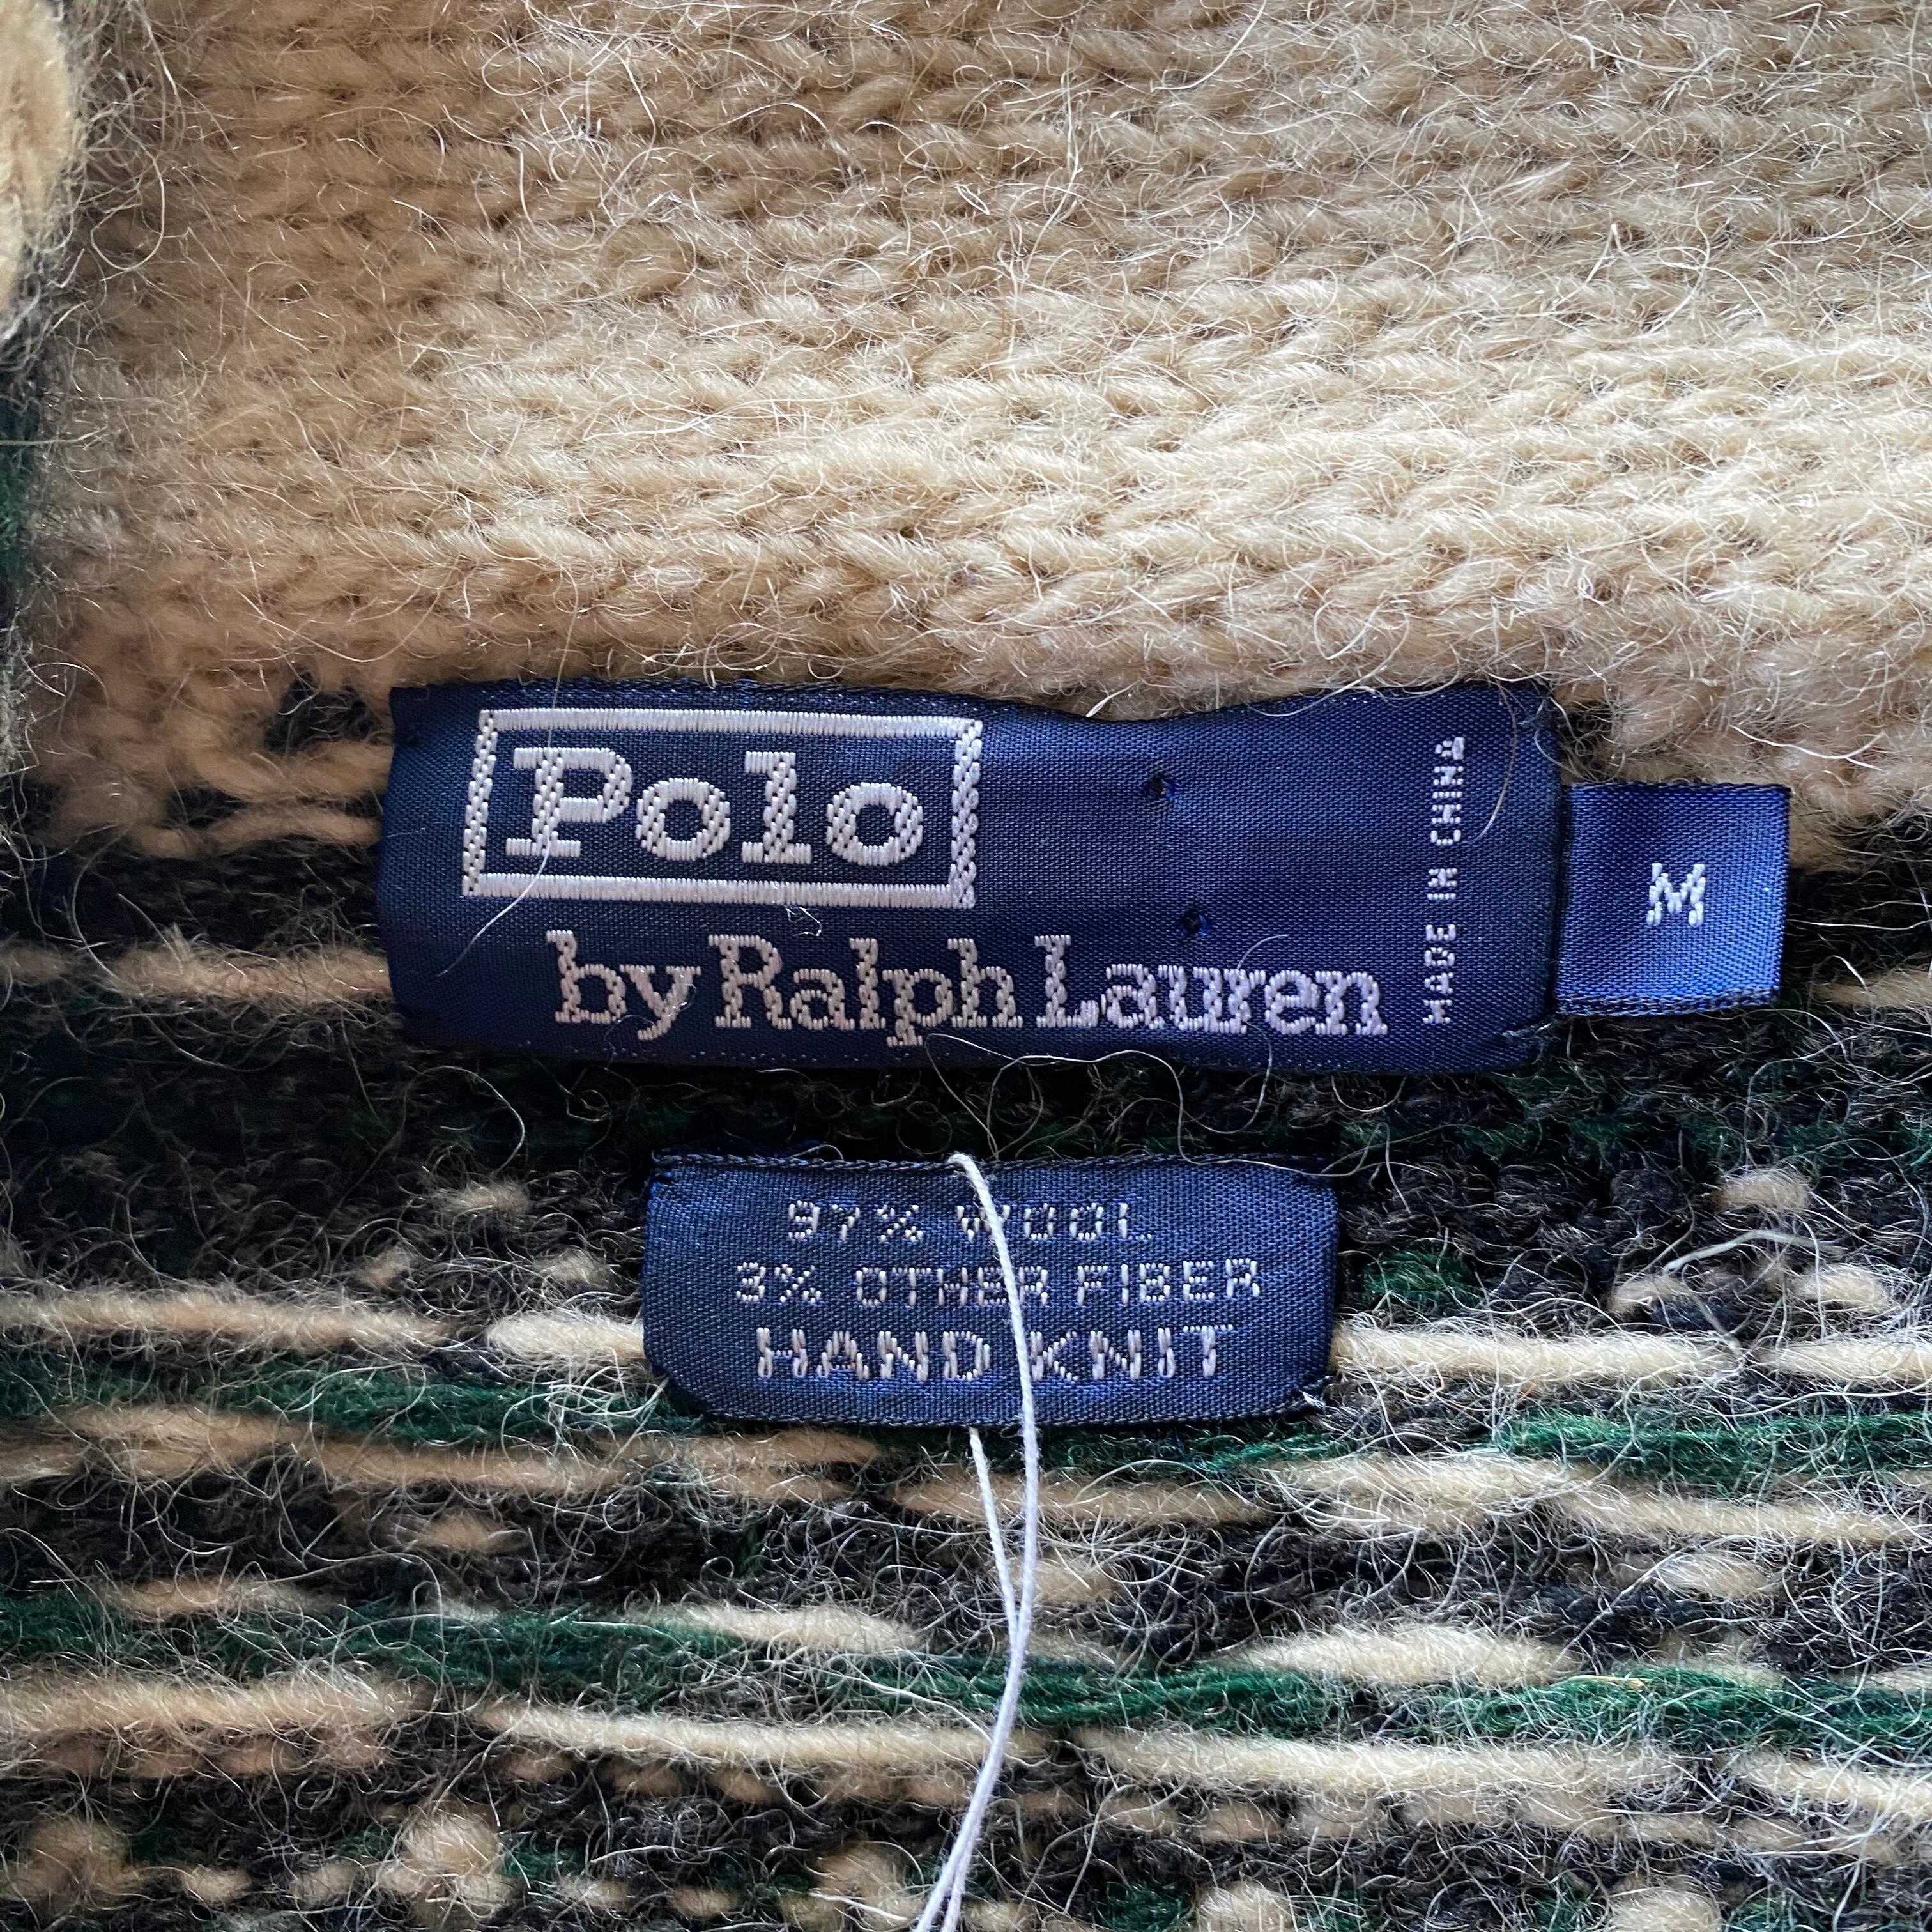 Polo
by Ralph Lauren
MADE IN CHINA
M
97% WOOL
3% OTHER FIBER
HAND KNIT